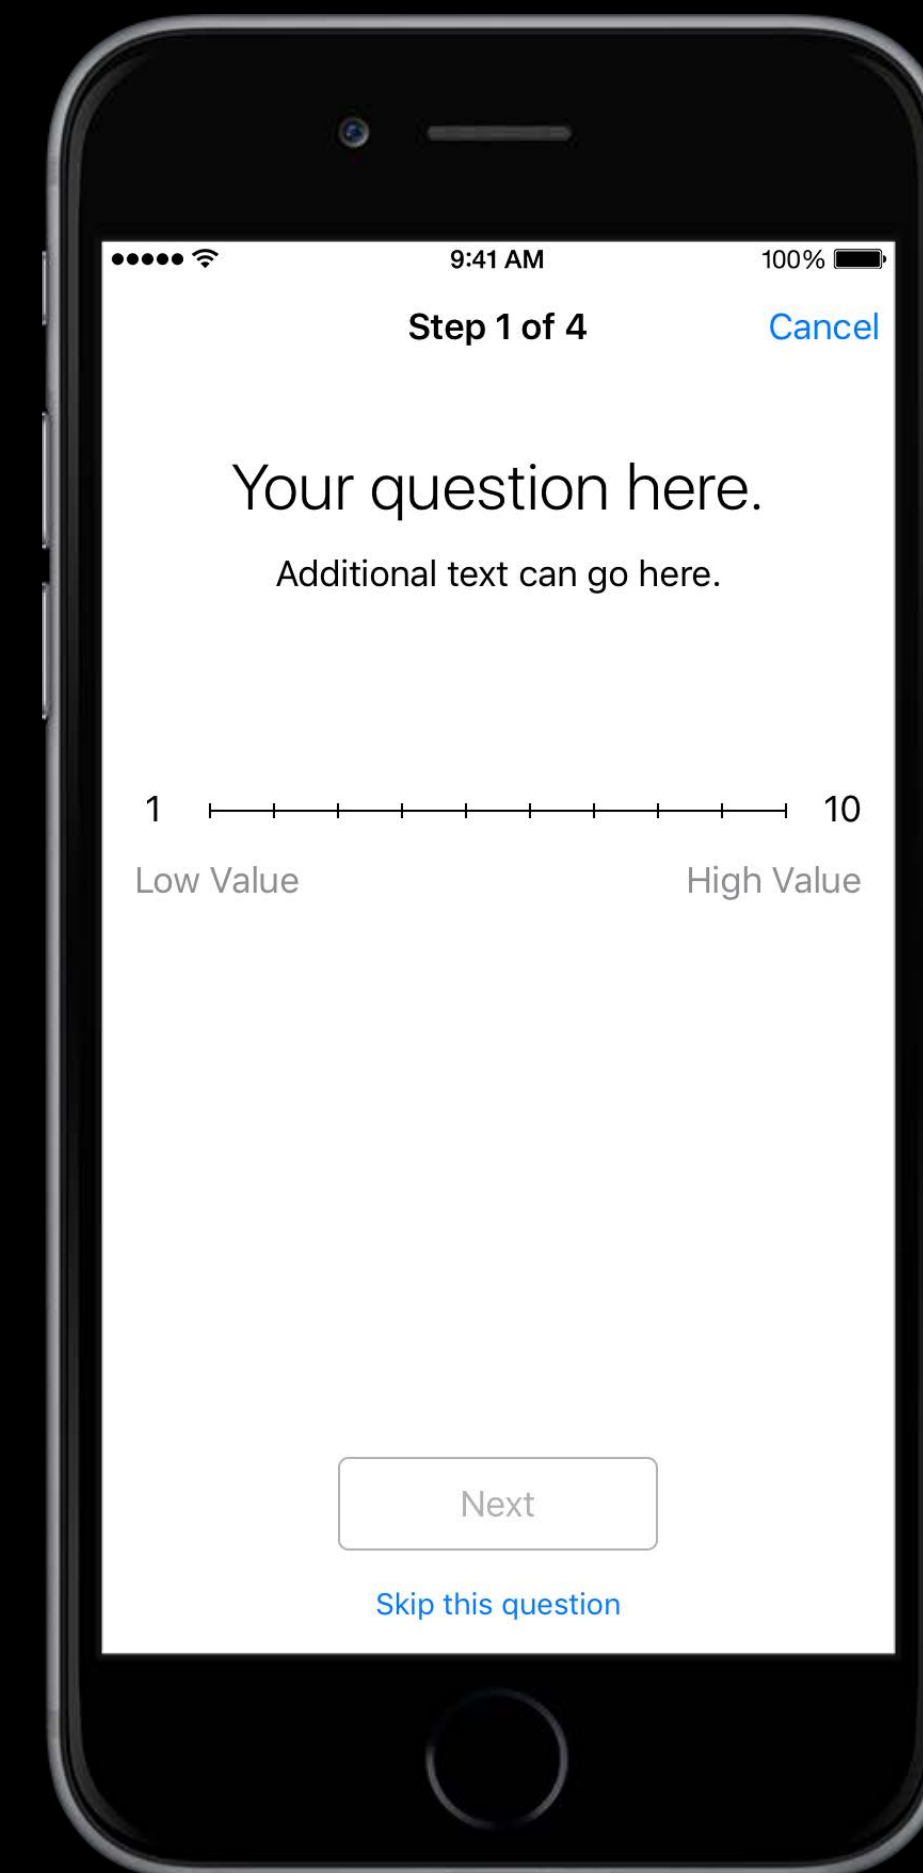 9:41 AM 100%
Step 1 of 4 Cancel
Your question here.
Additional text can go here.
1 10
Low Value High Value
Next
Skip this question